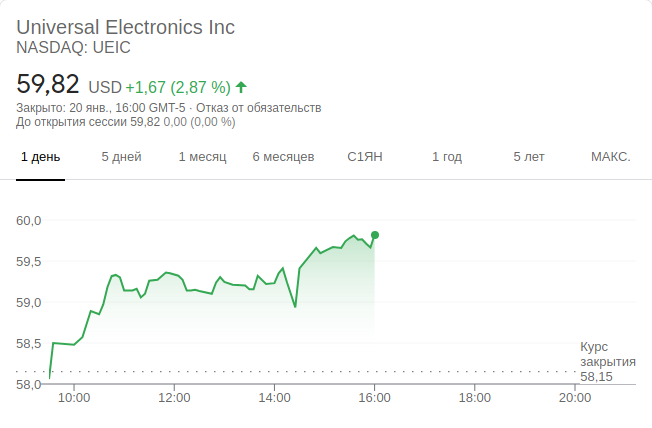 Universal Electronics Inc
NASDAQ: UEIC
59,82 USD +1,67 (2,87 %)
Закрыто: 20 янв., 16:00 GMT-5 · Отказ от обязательств
До открытия сессии 59,82 0,00 (0,00 %)
1 день 5 дней 1 месяц 6 месяцев С1ЯН 1 год 5 лет МАКС.
60,0
59,5
59,0
58,5
58,0
Курс
закрытия
58,15
10:00 12:00 14:00 16:00 18:00 20:00